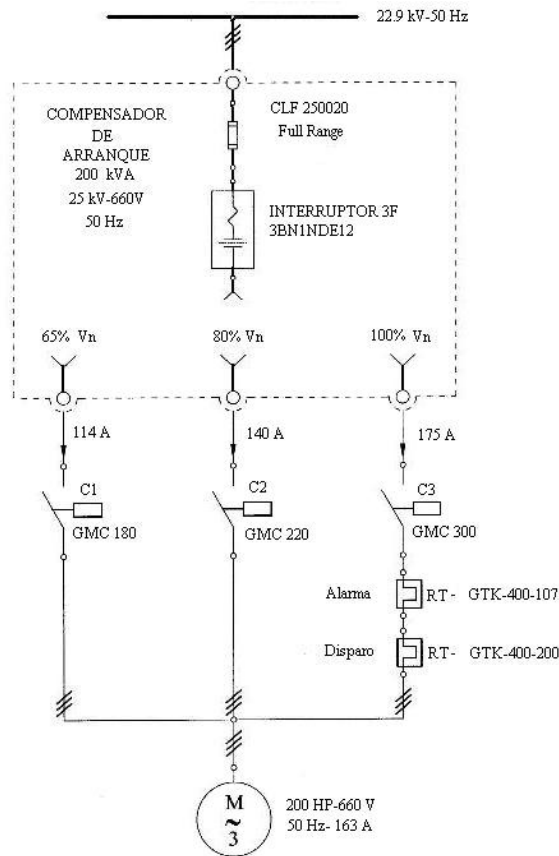 22.9 kV-50 Hz
COMPENSADOR
DE
ARRANQUE
200 kVA
25 kV-660V
50 Hz
CLF 250020
Full Range
INTERRUPTOR 3F
3BN1NDE12
65% Vn
80% Vn
100% Vn
114 A
140 A
175 A
C1
GMC 180
C2
GMC 220
C3
GMC 300
Alarma
RT - GTK-400-107
Disparo
RT - GTK-400-200
M
~
3
200 HP-660 V
50 Hz- 163 A